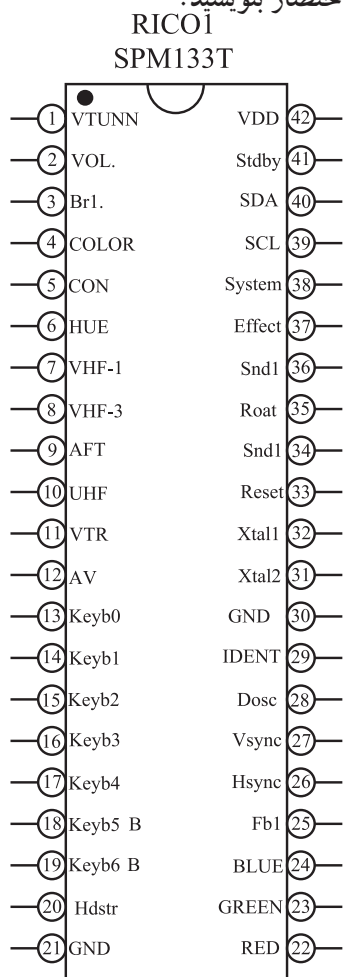 اختصار بنویسید.
RICO1
SPM133T
1 VTUNN VDD 42
2 VOL. Stdby 41
3 Br1. SDA 40
4 COLOR SCL 39
5 CON System 38
6 HUE Effect 37
7 VHF-1 Snd1 36
8 VHF-3 Roat 35
9 AFT Snd1 34
10 UHF Reset 33
11 VTR Xtal1 32
12 AV Xtal2 31
13 Keyb0 GND 30
14 Keyb1 IDENT 29
15 Keyb2 Dosc 28
16 Keyb3 Vsync 27
17 Keyb4 Hsync 26
18 Keyb5 B Fb1 25
19 Keyb6 B BLUE 24
20 Hdstr GREEN 23
21 GND RED 22